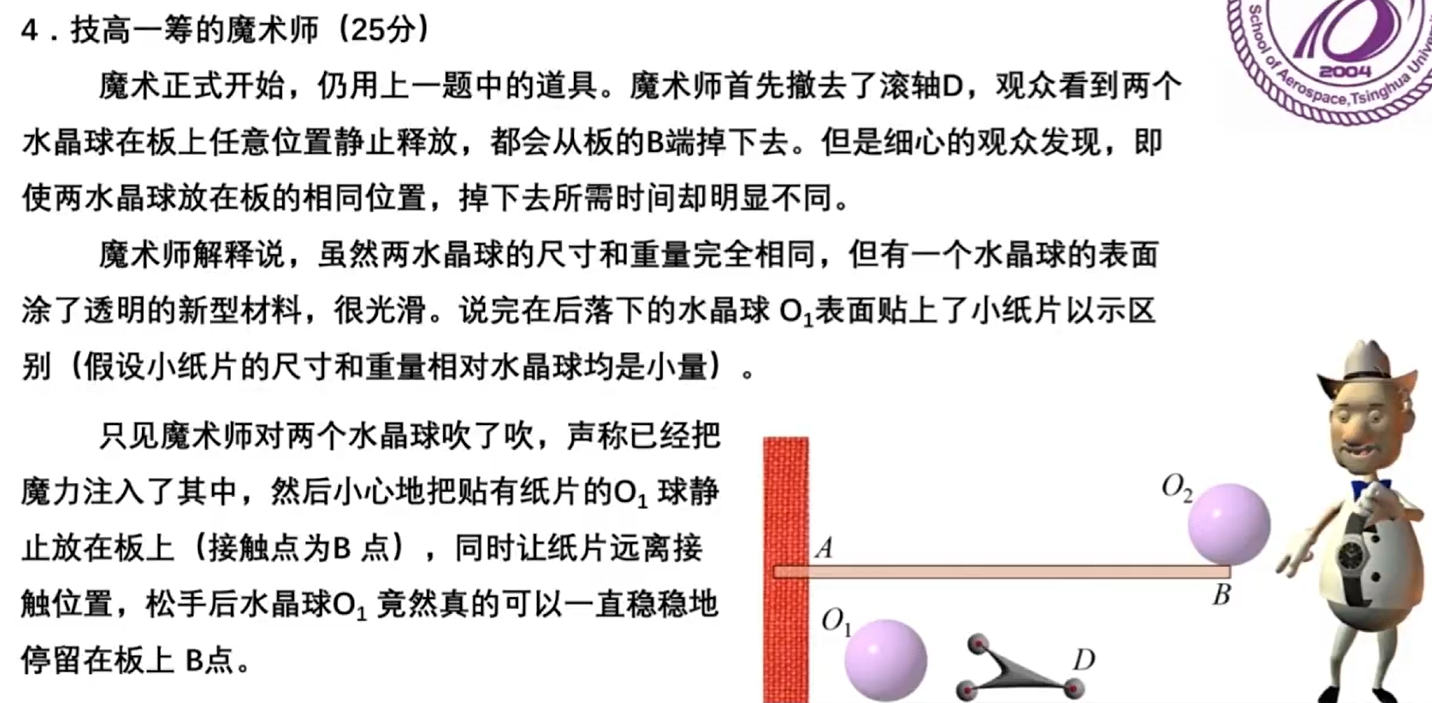 4．技高一筹的魔术师（25分）
魔术正式开始，仍用上一题中的道具。魔术师首先撤去了滚轴D，观众看到两个
水晶球在板上任意位置静止释放，都会从板的B端掉下去。但是细心的观众发现，即
使两水晶球放在板的相同位置，掉下去所需时间却明显不同。
魔术师解释说，虽然两水晶球的尺寸和重量完全相同，但有一个水晶球的表面
涂了透明的新型材料，很光滑。说完在后落下的水晶球 O₁表面贴上了小纸片以示区
别（假设小纸片的尺寸和重量相对水晶球均是小量）。
只见魔术师对两个水晶球吹了吹，声称已经把
魔力注入了其中，然后小心地把贴有纸片的O₁ 球静
止放在板上（接触点为B 点），同时让纸片远离接
触位置，松手后水晶球O₁ 竟然真的可以一直稳稳地
停留在板上 B点。
O₂
A
B
O₁
D
2004
School of Aerospace,Tsinghua